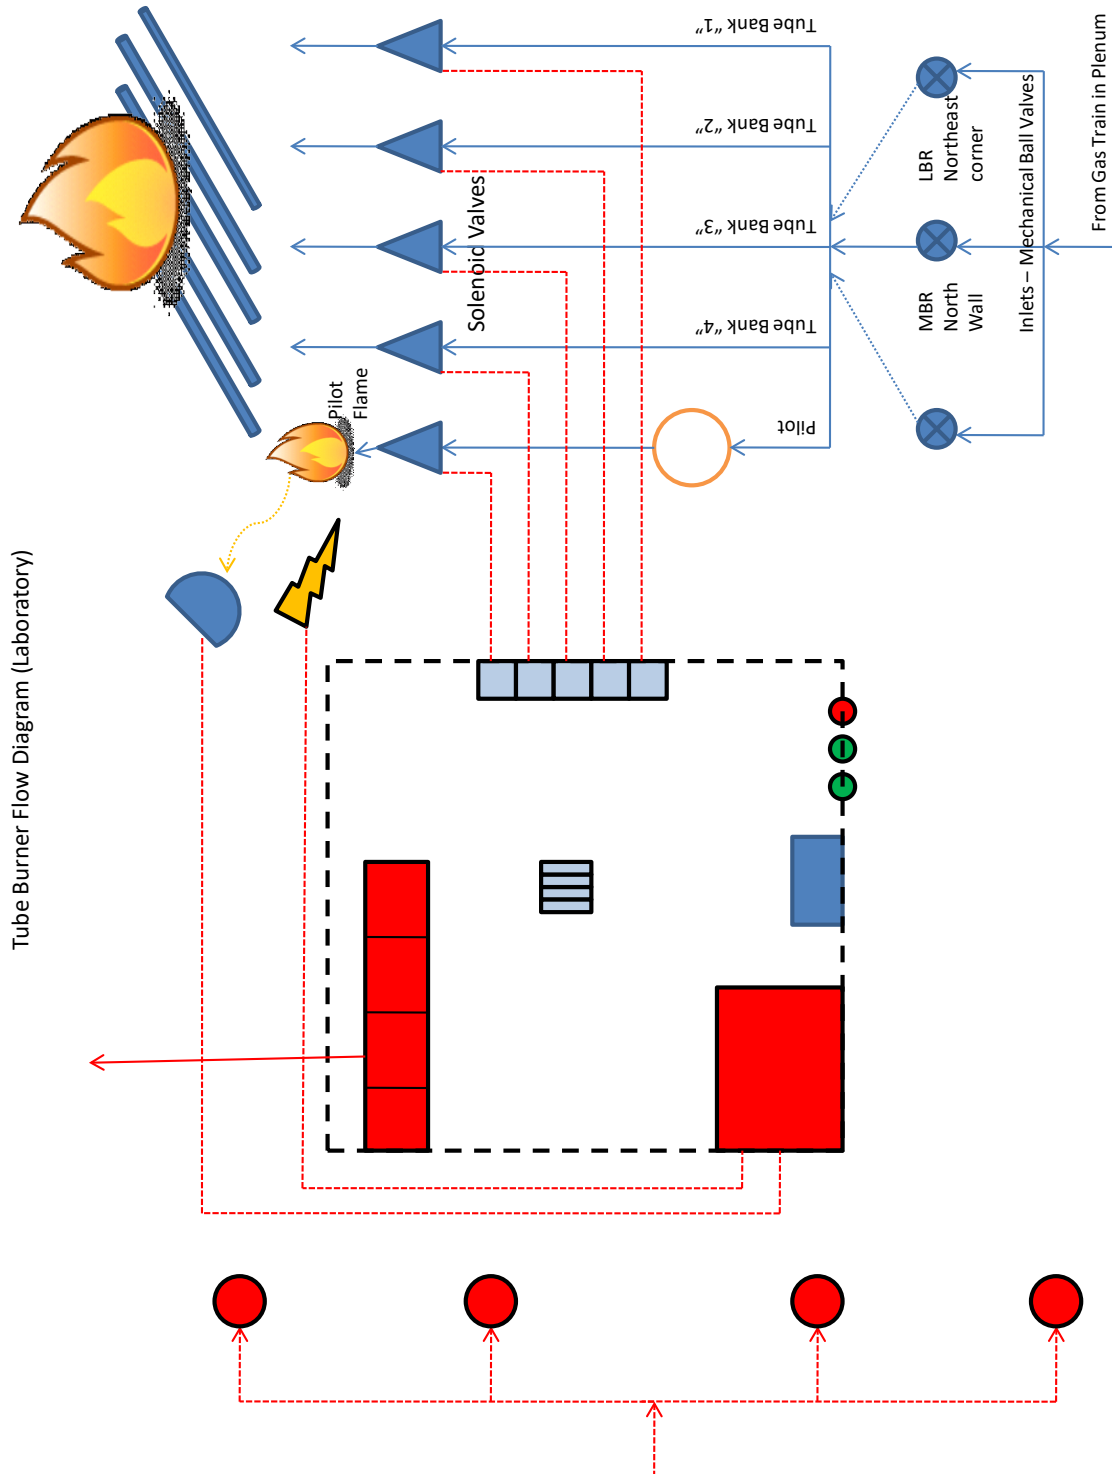 Tube Burner Flow Diagram (Laboratory)
Tube Bank “1”
Tube Bank “2”
Tube Bank “3”
Tube Bank “4”
Pilot
Solenoid Valves
Pilot
Flame
LBR
Northeast
corner
MBR
North
Wall
Inlets – Mechanical Ball Valves
From Gas Train in Plenum